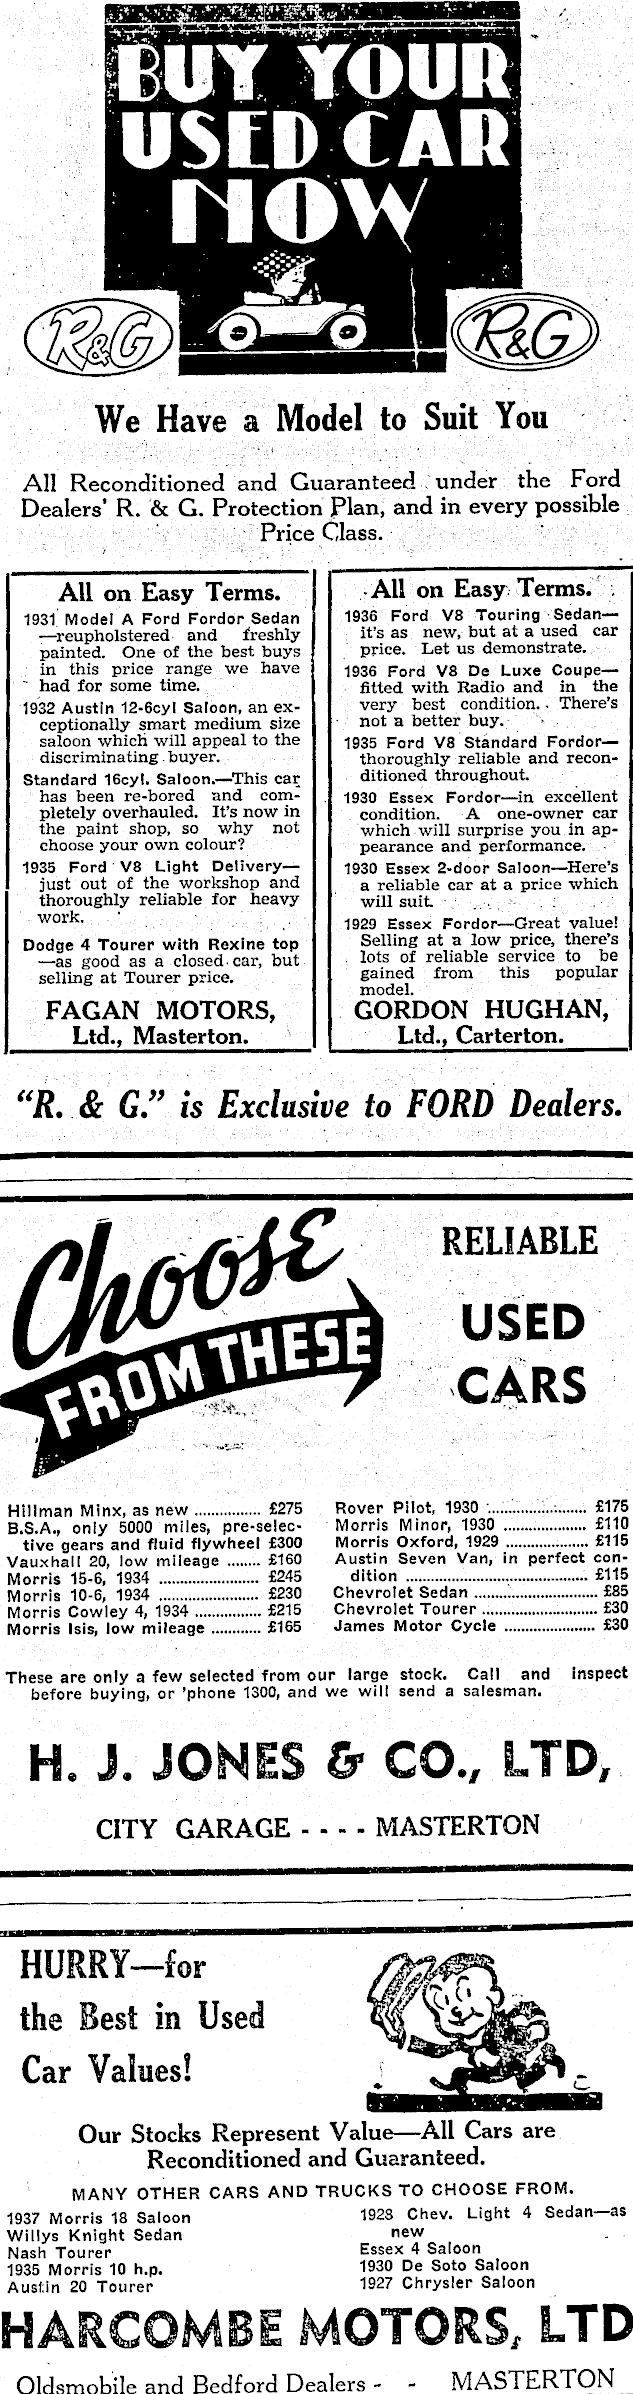 BUY YOUR
USED CAR
NOW
R&G
R&G
We Have a Model to Suit You
All Reconditioned and Guaranteed under the Ford
Dealers' R. & G. Protection Plan, and in every possible
Price Class.
All on Easy Terms.
1931 Model A Ford Fordor Sedan
—reupholstered and freshly
painted. One of the best buys
in this price range we have
had for some time.
1932 Austin 12-6cyl Saloon, an ex-
ceptionally smart medium size
saloon which will appeal to the
discriminating buyer.
Standard 16cyl. Saloon.—This car
has been re-bored and com-
pletely overhauled. It's now in
the paint shop, so why not
choose your own colour?
1935 Ford V8 Light Delivery—
just out of the workshop and
thoroughly reliable for heavy
work.
Dodge 4 Tourer with Rexine top
—as good as a closed car, but
selling at Tourer price.
FAGAN MOTORS,
Ltd., Masterton.
All on Easy Terms.
1936 Ford V8 Touring Sedan—
it's as new, but at a used car
price. Let us demonstrate.
1936 Ford V8 De Luxe Coupe—
fitted with Radio and in the
very best condition. There's
not a better buy.
1935 Ford V8 Standard Fordor—
thoroughly reliable and recon-
ditioned throughout.
1930 Essex Fordor—in excellent
condition. A one-owner car
which will surprise you in ap-
pearance and performance.
1930 Essex 2-door Saloon—Here's
a reliable car at a price which
will suit.
1929 Essex Fordor—Great value!
Selling at a low price, there's
lots of reliable service to be
gained from this popular
model.
GORDON HUGHAN,
Ltd., Carterton.
"R. & G." is Exclusive to FORD Dealers.
Choose
FROM THESE
RELIABLE
USED
CARS
Hillman Minx, as new ................ £275
B.S.A., only 5000 miles, pre-selec-
tive gears and fluid flywheel £300
Vauxhall 20, low mileage ........ £160
Morris 15-6, 1934 ........................ £245
Morris 10-6, 1934 ........................ £230
Morris Cowley 4, 1934 ................ £215
Morris Isis, low mileage ............ £165
Rover Pilot, 1930 ........................ £175
Morris Minor, 1930 .................... £110
Morris Oxford, 1929 .................... £115
Austin Seven Van, in perfect con-
dition ............................................ £115
Chevrolet Sedan .............................. £85
Chevrolet Tourer ............................ £30
James Motor Cycle ...................... £30
These are only a few selected from our large stock. Call and inspect
before buying, or 'phone 1300, and we will send a salesman.
H. J. JONES & CO., LTD,
CITY GARAGE - - - - MASTERTON
HURRY—for
the Best in Used
Car Values!
Our Stocks Represent Value—All Cars are
Reconditioned and Guaranteed.
MANY OTHER CARS AND TRUCKS TO CHOOSE FROM.
1937 Morris 18 Saloon
Willys Knight Sedan
Nash Tourer
1935 Morris 10 h.p.
Austin 20 Tourer
1928 Chev. Light 4 Sedan—as
new
Essex 4 Saloon
1930 De Soto Saloon
1927 Chrysler Saloon
HARCOMBE MOTORS, LTD
Oldsmobile and Bedford Dealers - - MASTERTON